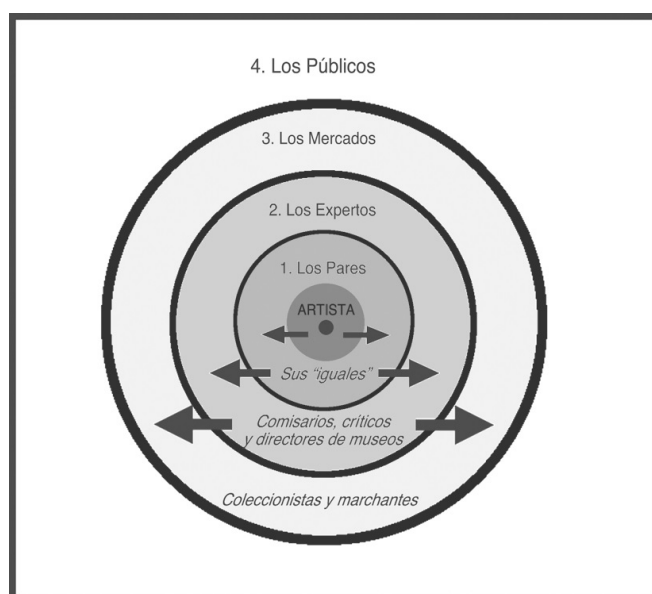 4. Los Públicos
3. Los Mercados
2. Los Expertos
1. Los Pares
ARTISTA
Sus "iguales"
Comisarios, críticos
y directores de museos
Coleccionistas y marchantes